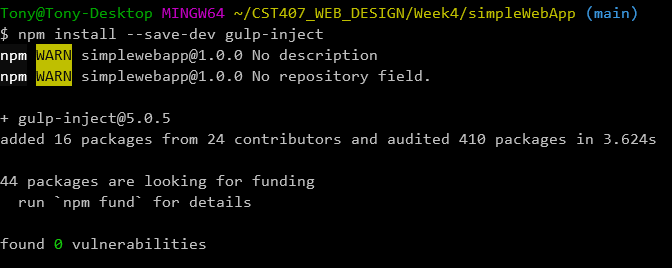 Tony@Tony-Desktop MINGW64 ~/CST407_WEB_DESIGN/Week4/simpleWebApp (main)
$ npm install --save-dev gulp-inject
npm WARN simplewebapp@1.0.0 No description
npm WARN simplewebapp@1.0.0 No repository field.
+ gulp-inject@5.0.5
added 16 packages from 24 contributors and audited 410 packages in 3.624s
44 packages are looking for funding
run `npm fund` for details
found 0 vulnerabilities